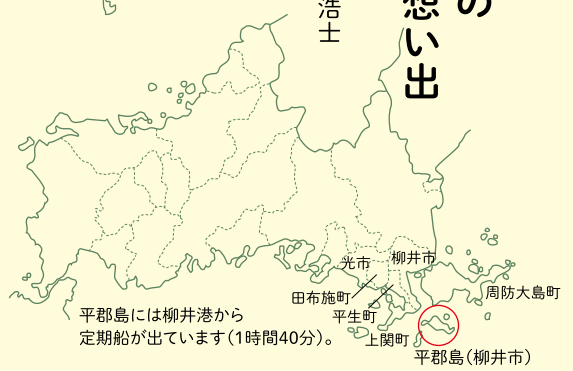 の
想い出
浩士
光市
柳井市
田布施町
平生町
周防大島町
上関町
平郡島(柳井市)
平郡島には柳井港から
定期船が出ています(1時間40分)。